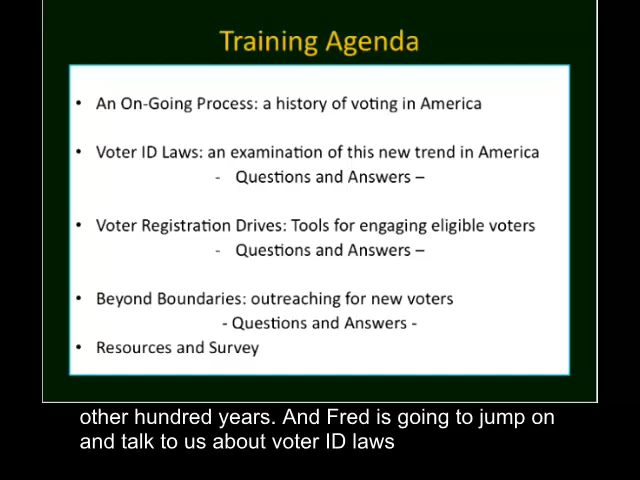 Training Agenda
• An On-Going Process: a history of voting in America
• Voter ID Laws: an examination of this new trend in America
- Questions and Answers –
• Voter Registration Drives: Tools for engaging eligible voters
- Questions and Answers –
• Beyond Boundaries: outreaching for new voters
- Questions and Answers -
• Resources and Survey
other hundred years. And Fred is going to jump on
and talk to us about voter ID laws